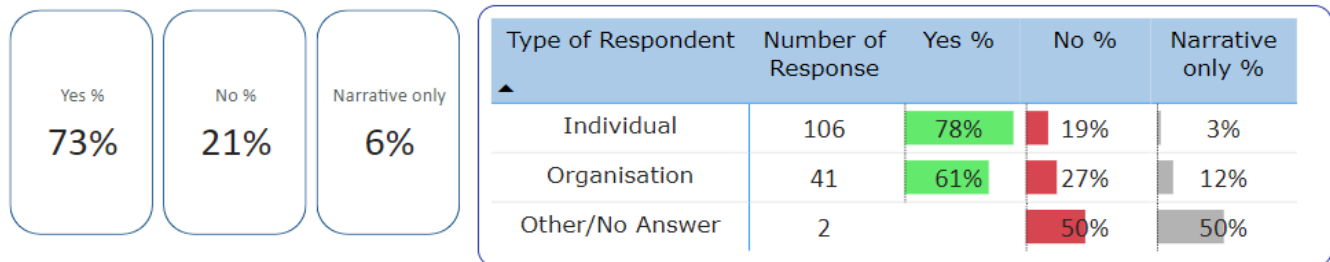 Yes %
73%
No %
21%
Narrative only
6%
Type of Respondent Number of Response Yes % No % Narrative only %
Individual 106 78% 19% 3%
Organisation 41 61% 27% 12%
Other/No Answer 2 50% 50%